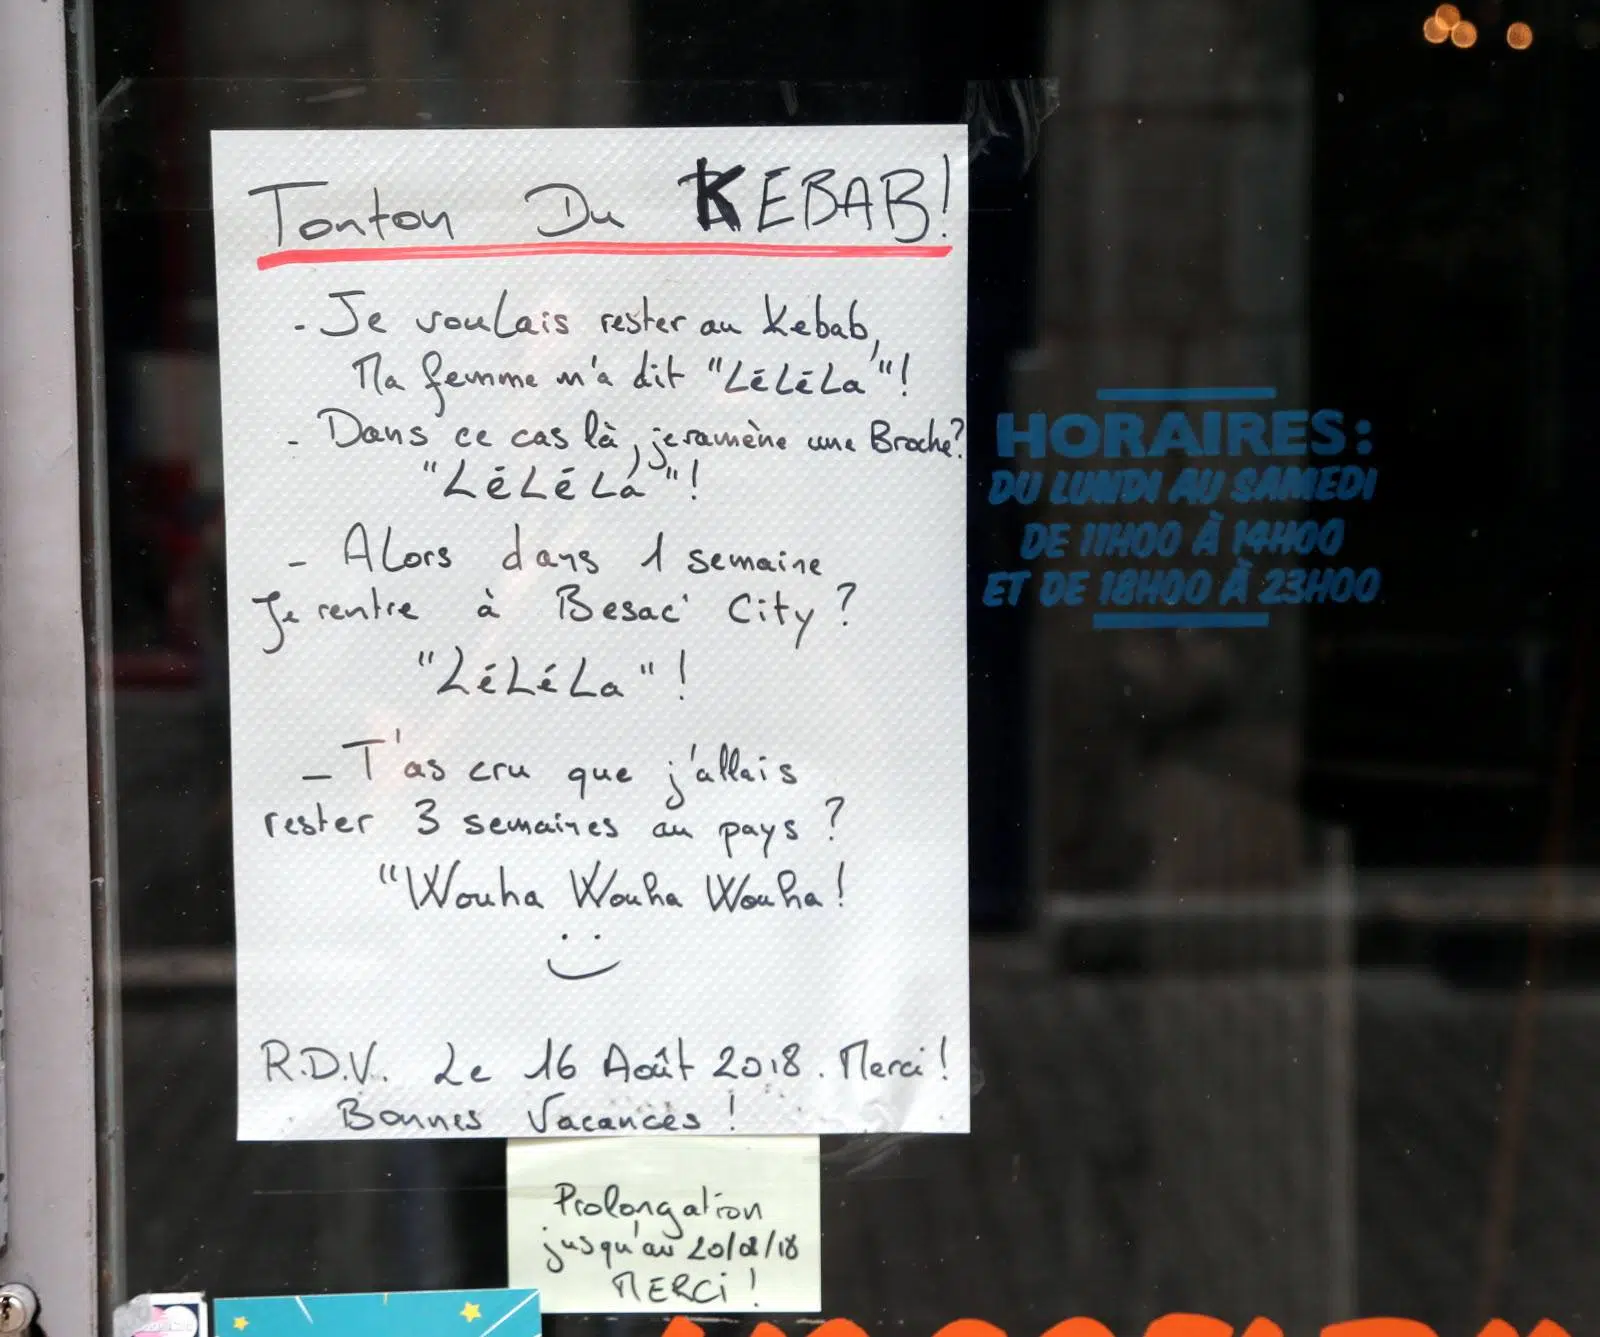 Tonton Du KEBAB!
- Je voulais rester au Kebab,
Ma femme m'a dit "LéLéLa"!
- Dans ce cas là, je ramène une Broche?
"LéLéLa"!
- Alors dans 1 semaine
Je rentre à Besac' City?
"LéLéLa"!
- T'as cru que j'allais
rester 3 semaines au pays?
"Wouha Wouha Wouha!
R.D.V. Le 16 Août 2018. Merci!
Bonnes Vacances!
Prolongation
jusqu'au 20/08/18
MERCi!
HORAIRES:
DU LUNDI AU SAMEDI
DE 11H00 À 14H00
ET DE 18H00 À 23H00